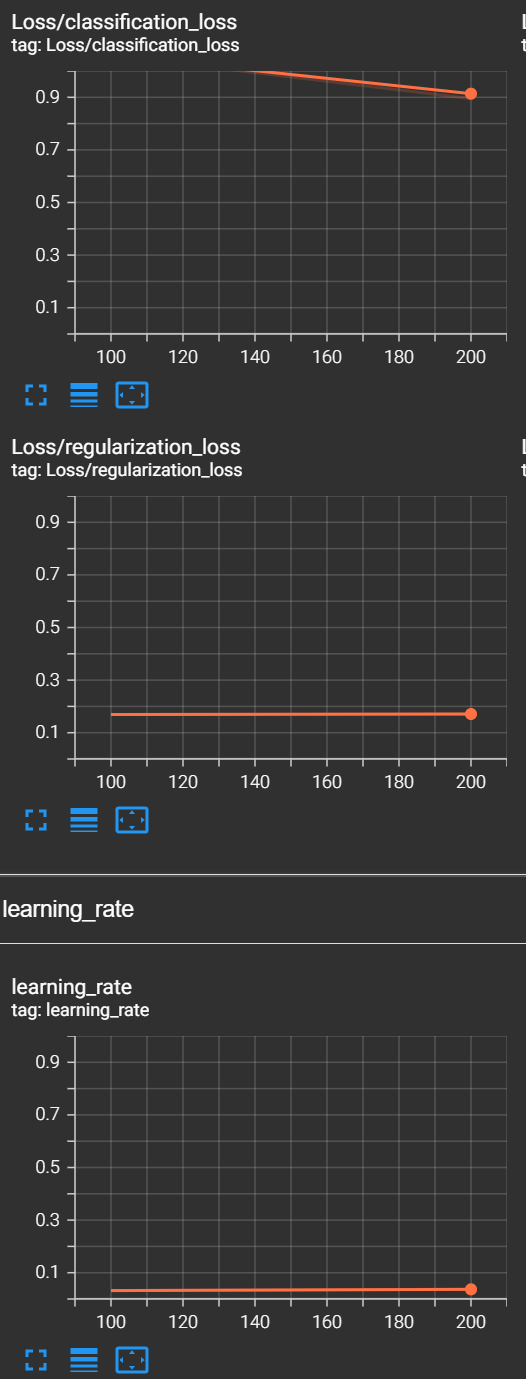 Loss/classification_loss
tag: Loss/classification_loss
0.9
0.7
0.5
0.3
0.1
100 120 140 160 180 200
Loss/regularization_loss
tag: Loss/regularization_loss
0.9
0.7
0.5
0.3
0.1
100 120 140 160 180 200
learning_rate
learning_rate
tag: learning_rate
0.9
0.7
0.5
0.3
0.1
100 120 140 160 180 200